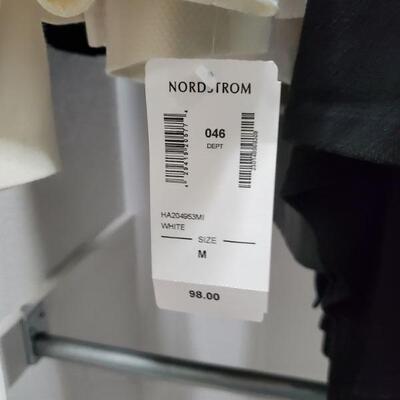 NORDSTROM
046
DEPT
HA204953MI
WHITE
SIZE
M
98.00